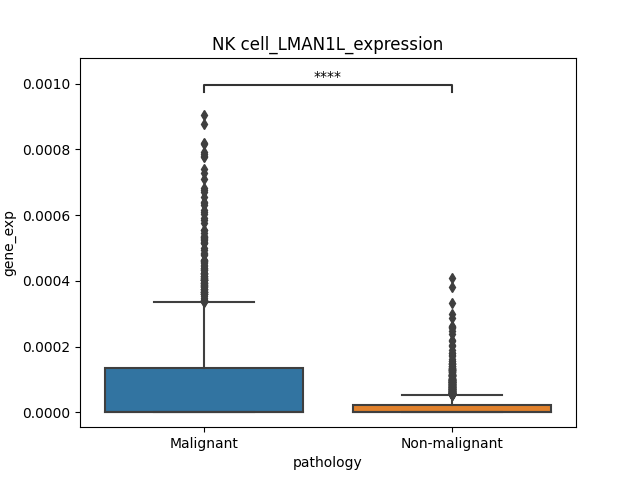 NK cell_LMAN1L_expression
****
0.0010
0.0008
0.0006
0.0004
0.0002
0.0000
gene_exp
Malignant
Non-malignant
pathology